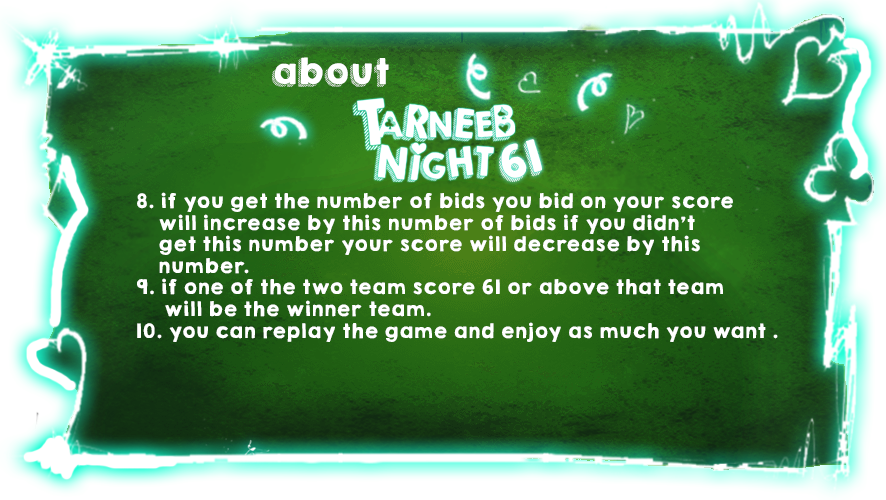 about
TARNEEB
NIGHT 61
8. if you get the number of bids you bid on your score
will increase by this number of bids if you didn't
get this number your score will decrease by this
number.
9. if one of the two team score 61 or above that team
will be the winner team.
10. you can replay the game and enjoy as much you want .